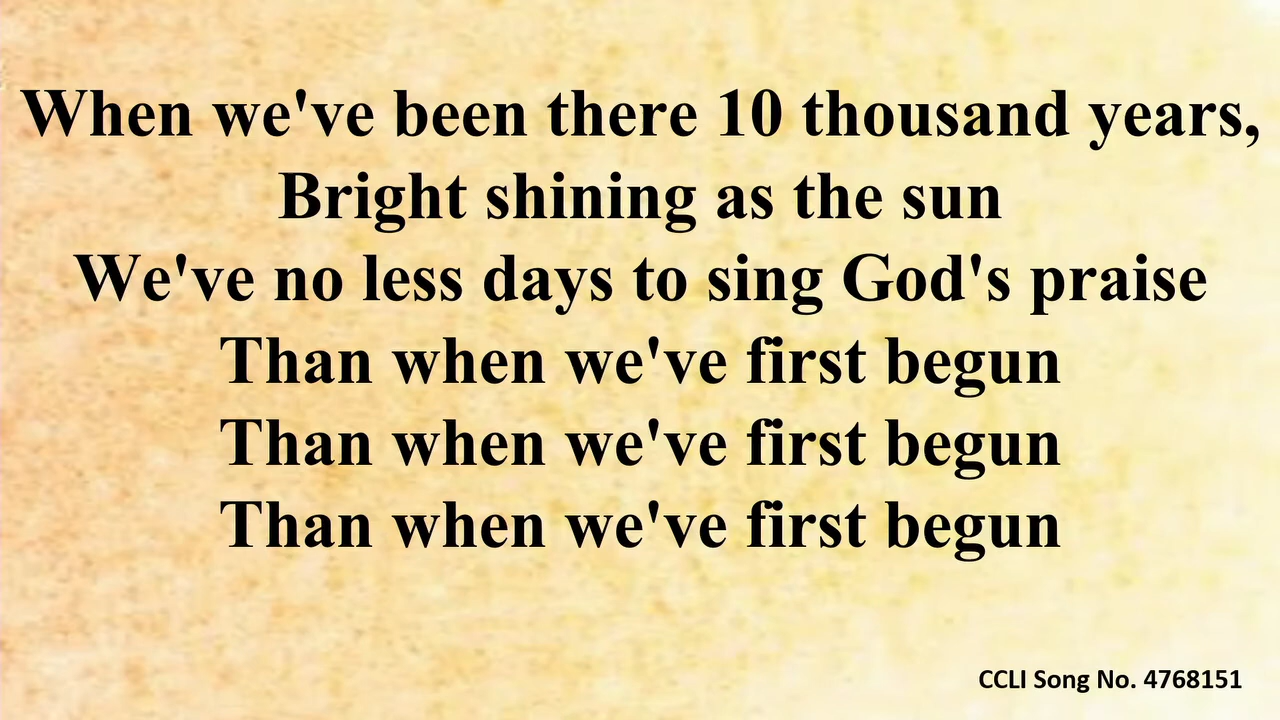 When we've been there 10 thousand years,
Bright shining as the sun
We've no less days to sing God's praise
Than when we've first begun
Than when we've first begun
Than when we've first begun
CCLI Song No. 4768151